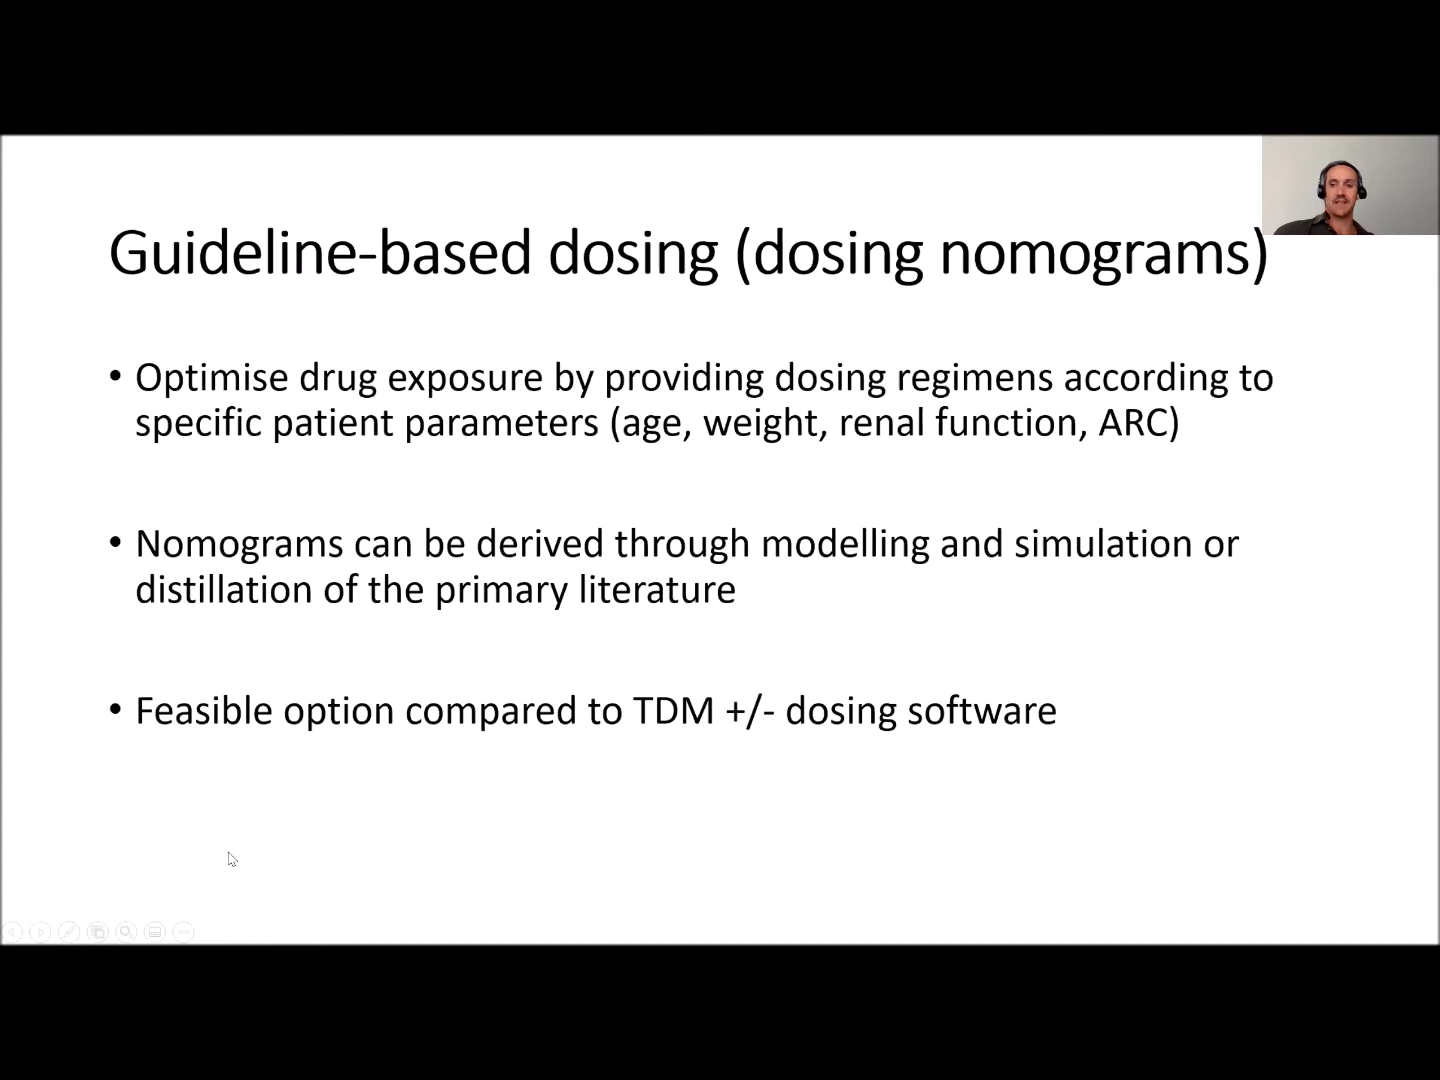 Guideline-based dosing (dosing nomograms)
• Optimise drug exposure by providing dosing regimens according to
specific patient parameters (age, weight, renal function, ARC)
• Nomograms can be derived through modelling and simulation or
distillation of the primary literature
• Feasible option compared to TDM +/- dosing software